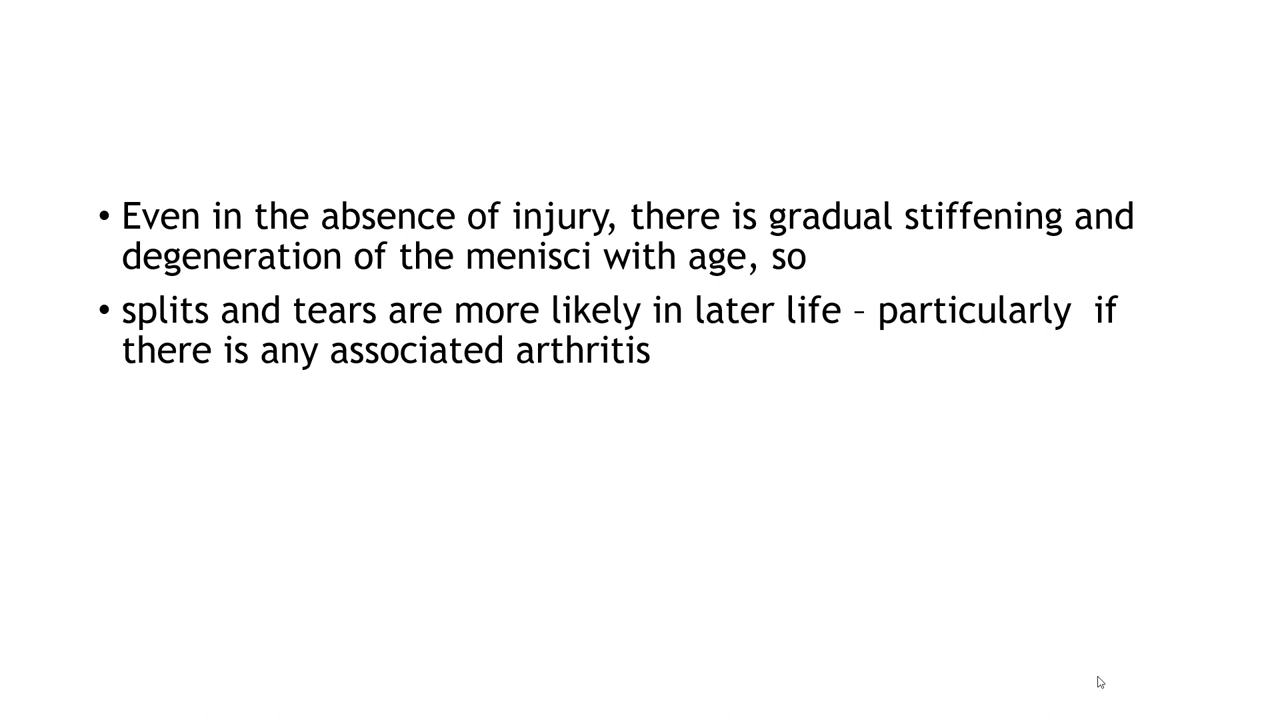 • Even in the absence of injury, there is gradual stiffening and
degeneration of the menisci with age, so
• splits and tears are more likely in later life – particularly  if
there is any associated arthritis